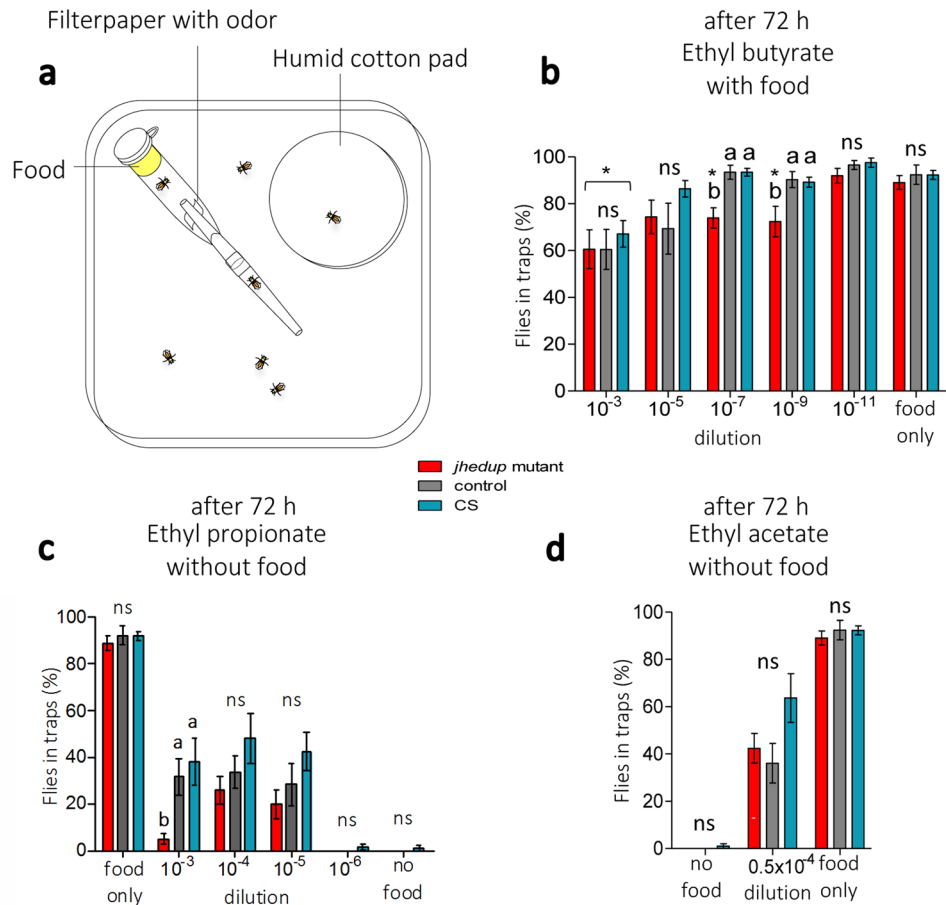 Filterpaper with odor
a
Humid cotton pad
Food
after 72 h
Ethyl butyrate
with food
b
Flies in traps (%)
100
80
60
40
20
0
*
ns
ns
*
b
a a
*
b
a a
ns
ns
10⁻³ 10⁻⁵ 10⁻⁷ 10⁻⁹ 10⁻¹¹ food
only
dilution
jhedup mutant
control
CS
after 72 h
Ethyl propionate
without food
c
Flies in traps (%)
100
80
60
40
20
0
ns
b
a
a
ns
ns
ns
ns
food
only
10⁻³ 10⁻⁴ 10⁻⁵ 10⁻⁶ no
food
dilution
after 72 h
Ethyl acetate
without food
d
Flies in traps (%)
100
80
60
40
20
0
ns
ns
ns
no
food
0.5x10⁻⁴
dilution
food
only